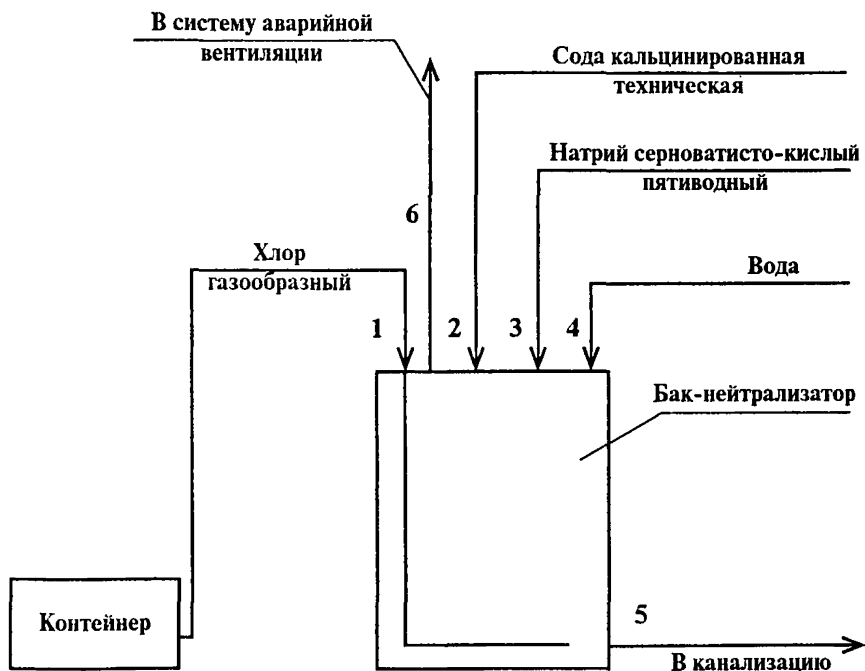 В систему аварийной
вентиляции
Сода кальцинированная
техническая
Натрий серноватисто-кислый
пятиводный
6
Хлор
газообразный
Вода
1
2
3
4
Бак-нейтрализатор
5
Контейнер
В канализацию